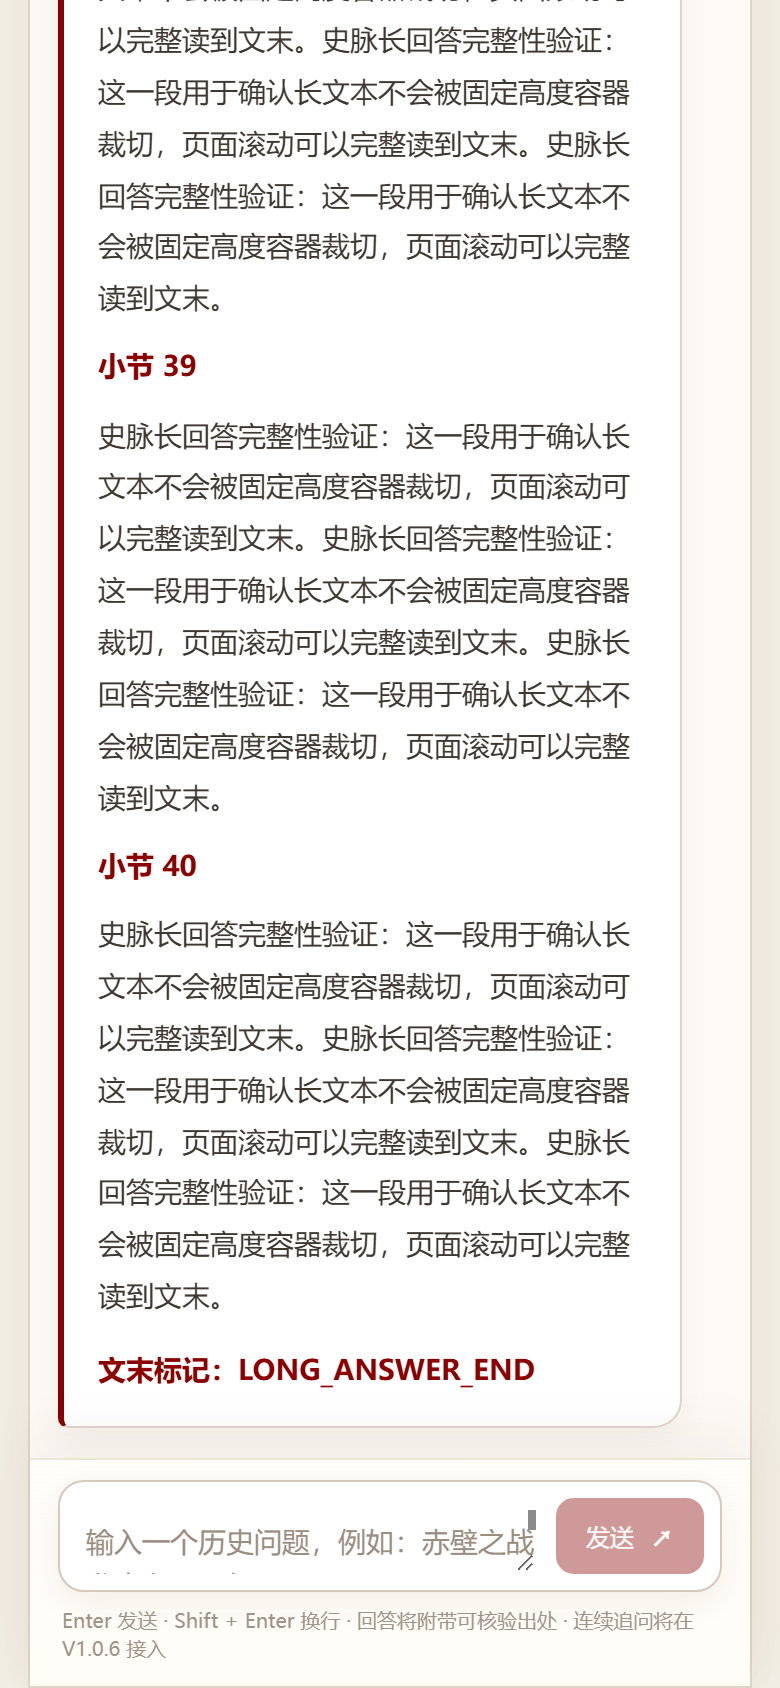 以完整读到文末。史脉长回答完整性验证：
这一段用于确认长文本不会被固定高度容器
裁切，页面滚动可以完整读到文末。史脉长
回答完整性验证：这一段用于确认长文本不
会被固定高度容器裁切，页面滚动可以完整
读到文末。
小节 39
史脉长回答完整性验证：这一段用于确认长
文本不会被固定高度容器裁切，页面滚动可
以完整读到文末。史脉长回答完整性验证：
这一段用于确认长文本不会被固定高度容器
裁切，页面滚动可以完整读到文末。史脉长
回答完整性验证：这一段用于确认长文本不
会被固定高度容器裁切，页面滚动可以完整
读到文末。
小节 40
史脉长回答完整性验证：这一段用于确认长
文本不会被固定高度容器裁切，页面滚动可
以完整读到文末。史脉长回答完整性验证：
这一段用于确认长文本不会被固定高度容器
裁切，页面滚动可以完整读到文末。史脉长
回答完整性验证：这一段用于确认长文本不
会被固定高度容器裁切，页面滚动可以完整
读到文末。
文末标记：LONG_ANSWER_END
输入一个历史问题，例如：赤壁之战
发送 ↗
Enter 发送 · Shift + Enter 换行 · 回答将附带可核验出处 · 连续追问将在
V1.0.6 接入